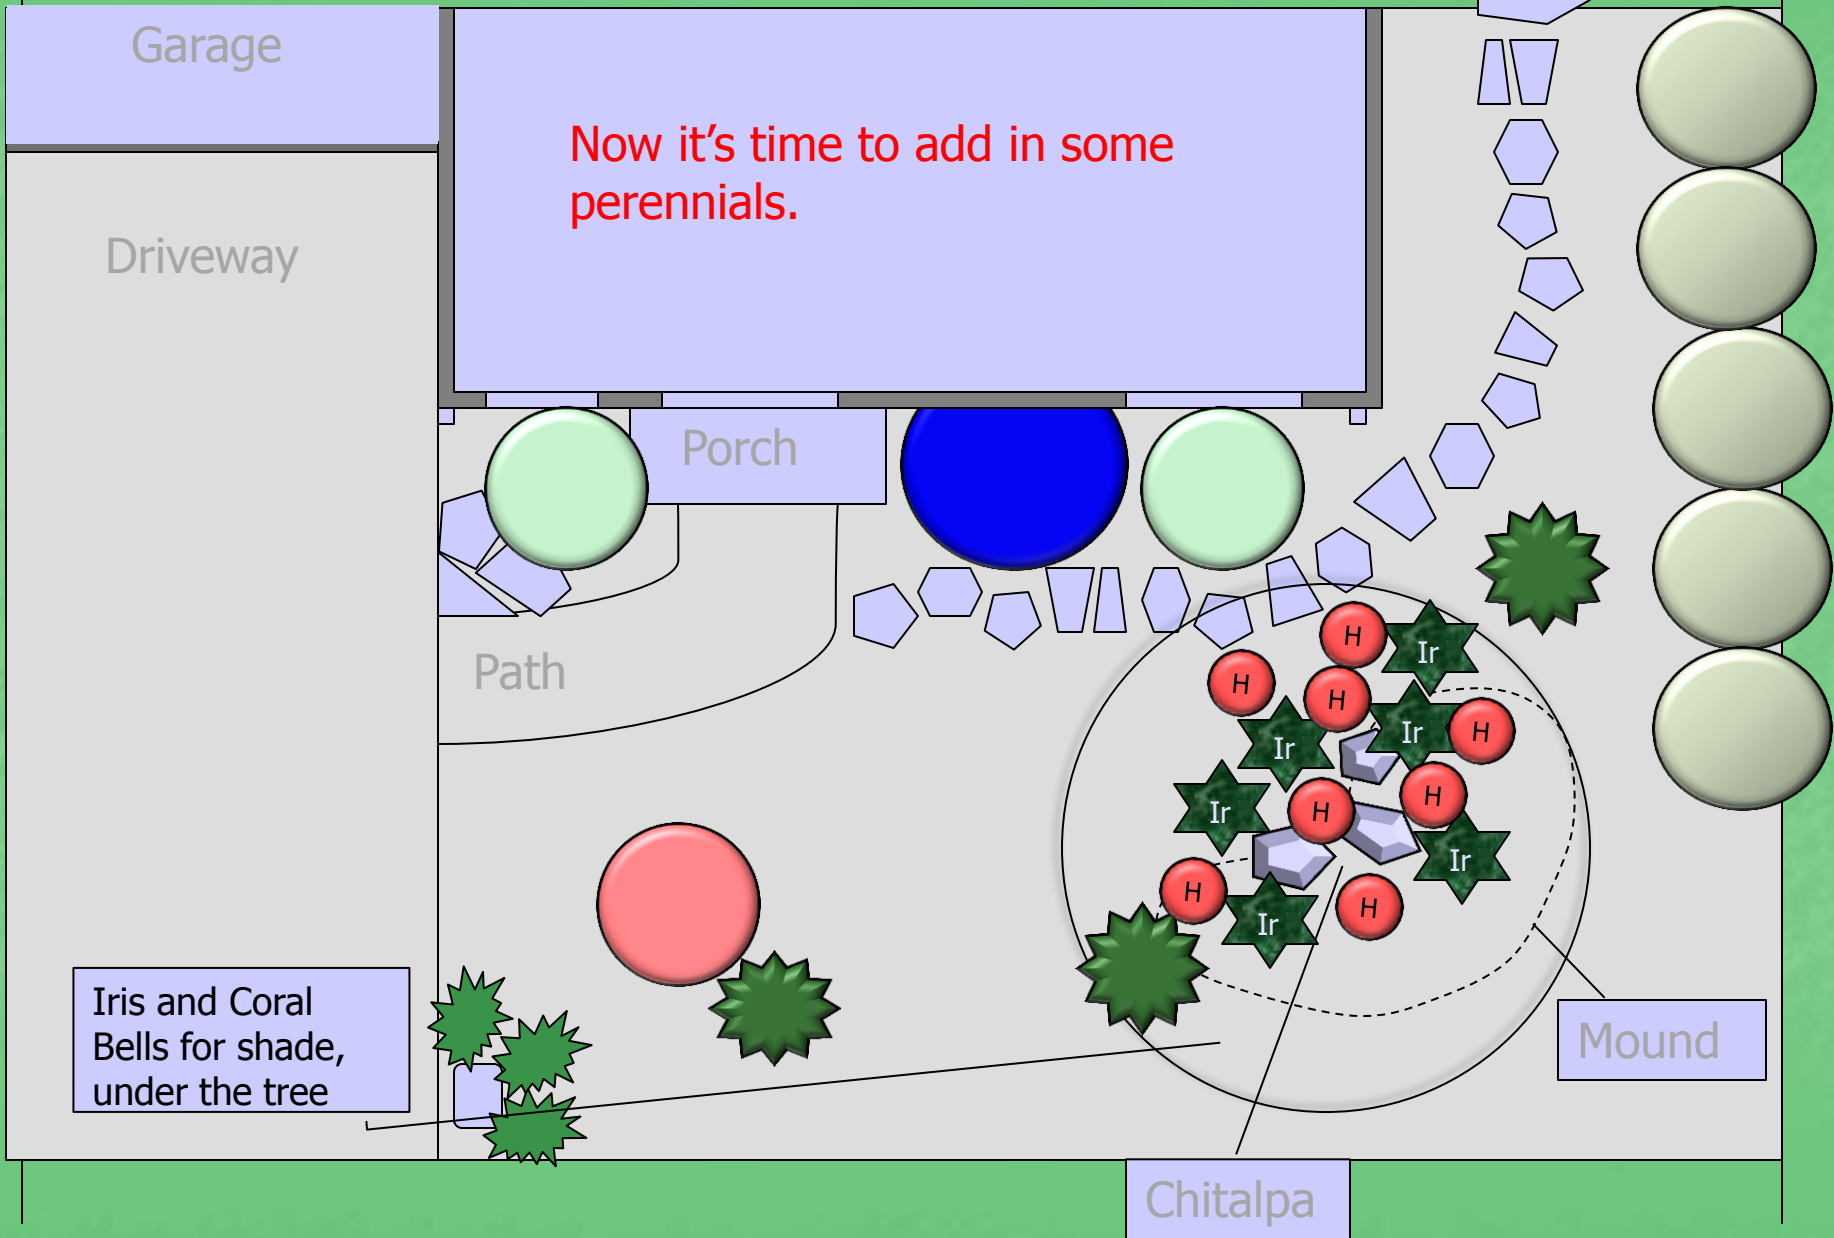 Garage
Now it’s time to add in some
perennials.
Driveway
Porch
Path
H
Ir
H
H
Ir
H
Ir
H
Ir
H
Ir
H
H
Ir
Iris and Coral
Bells for shade,
under the tree
Mound
Chitalpa